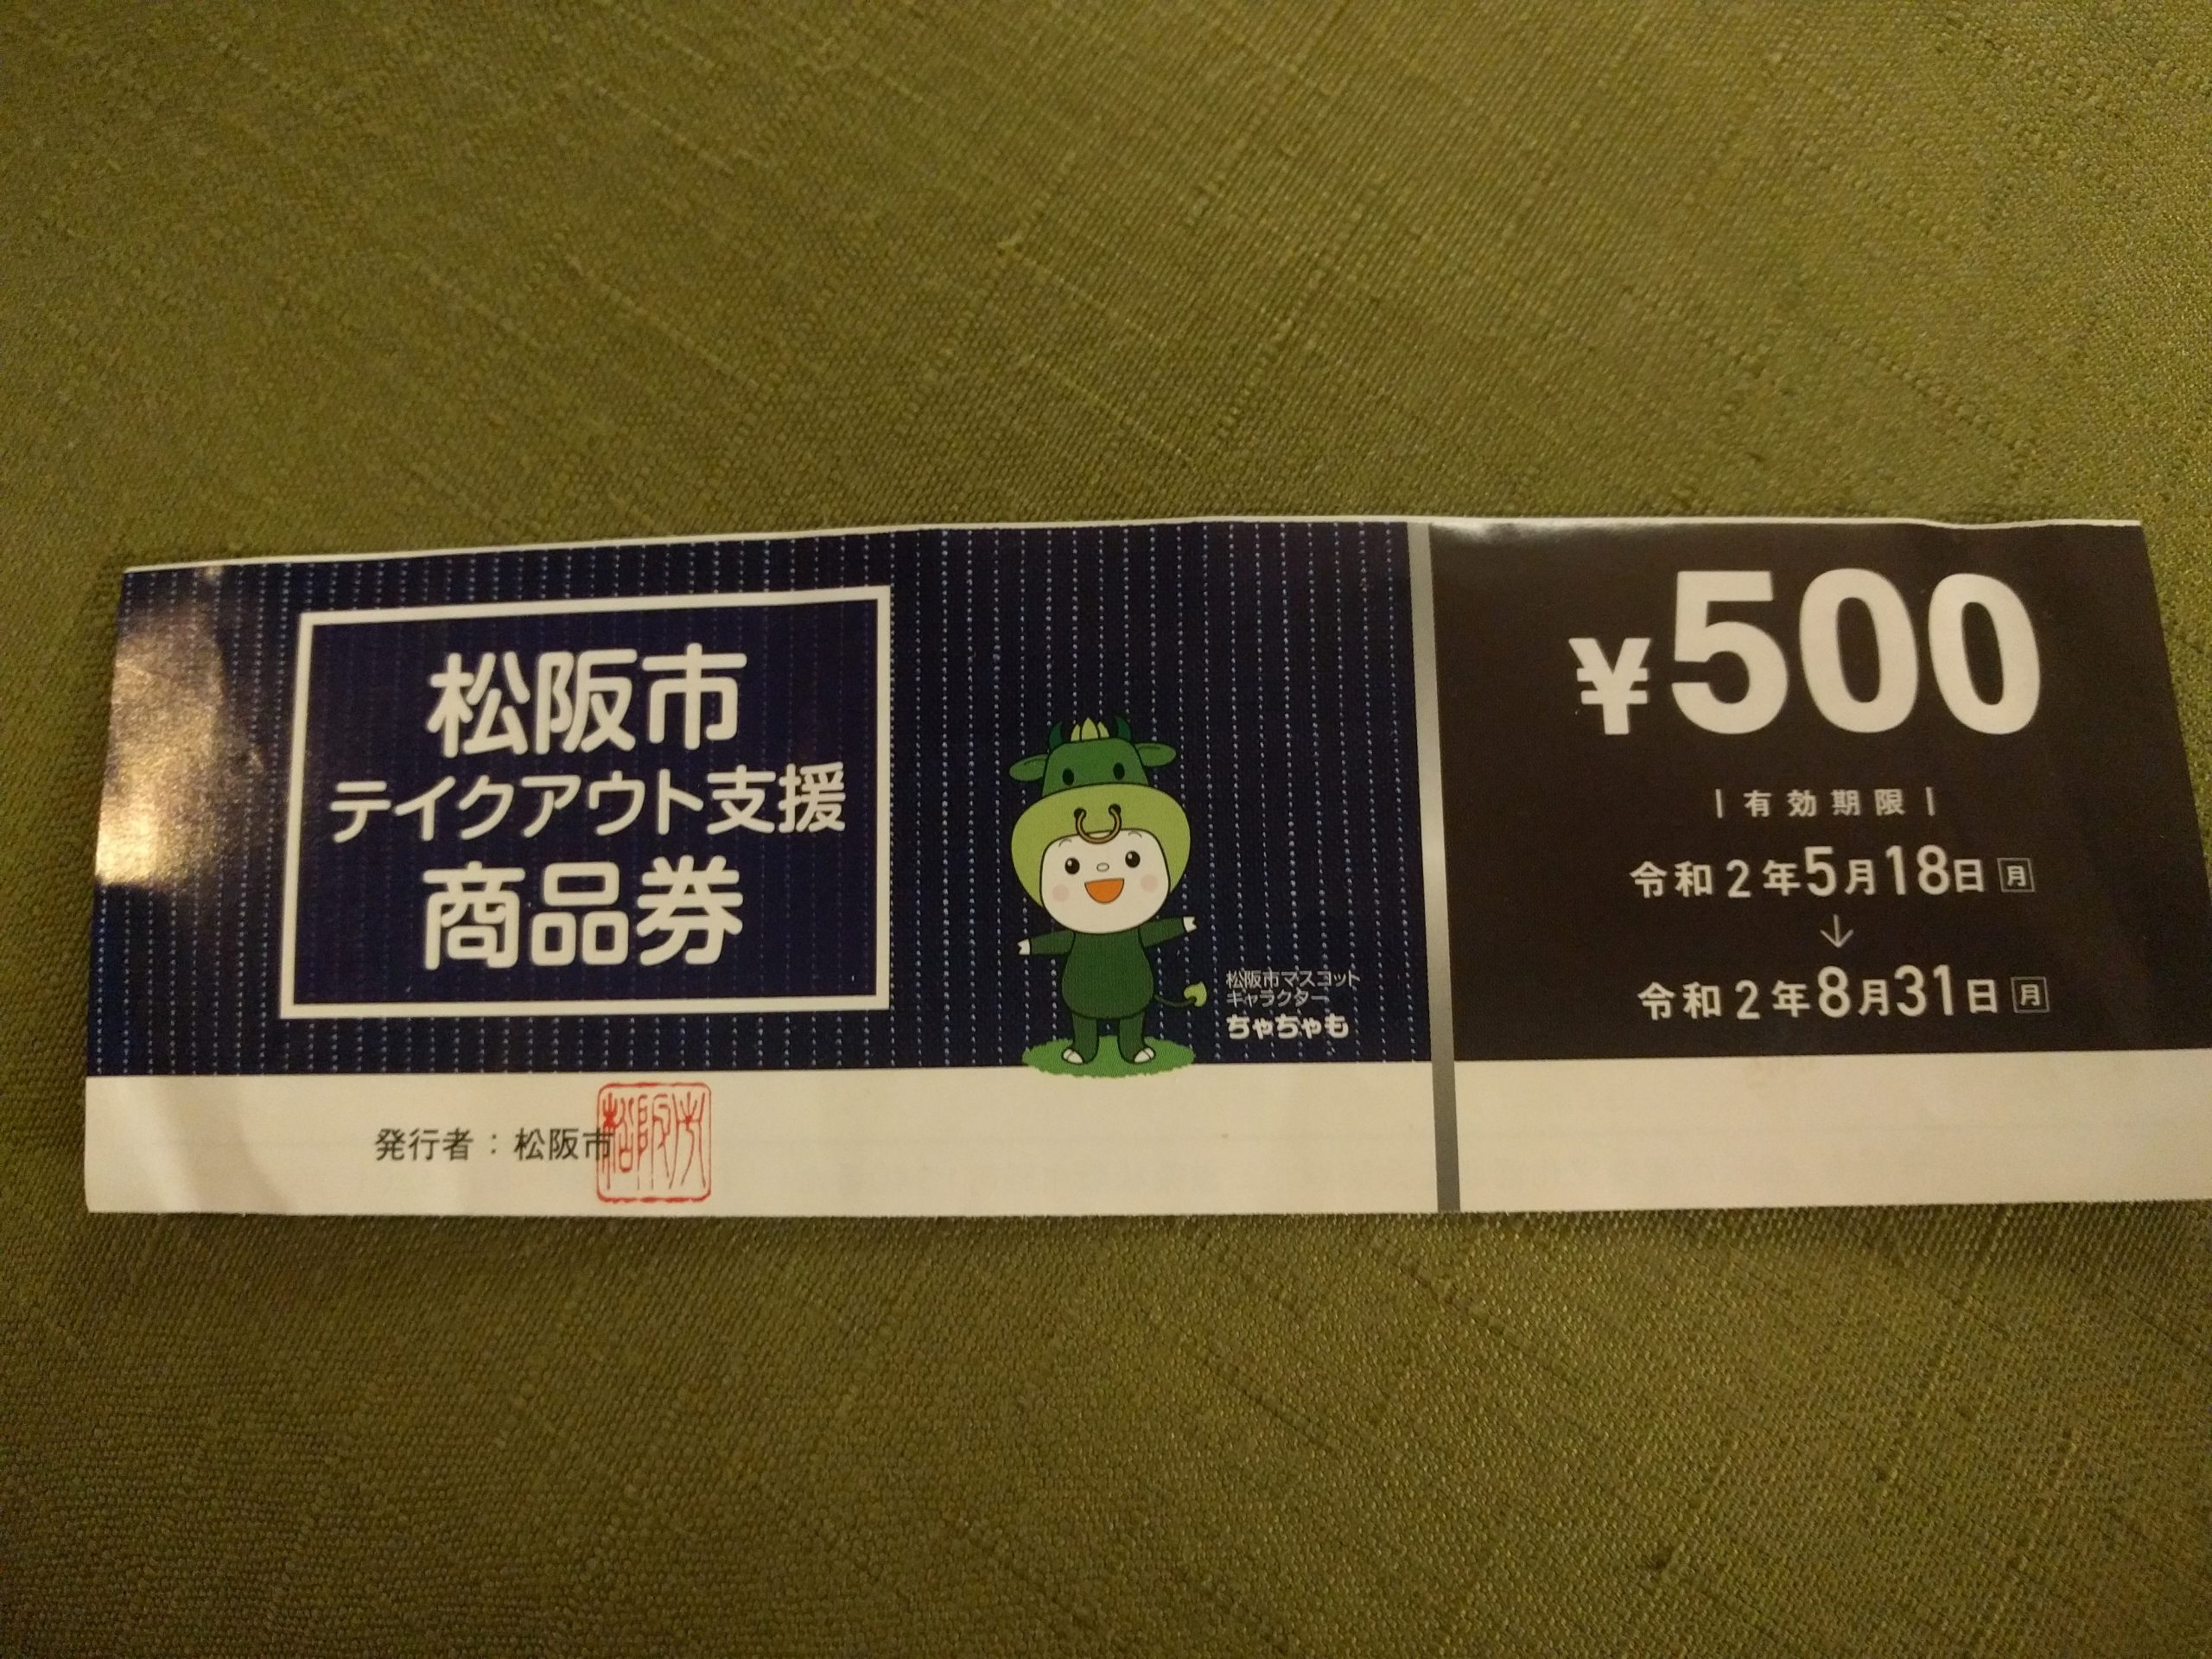 松阪市
テイクアウト支援
商品券
松阪市マスコット
キャラクター
ちゃちゃも
発行者：松阪市
松阪市
¥500
|有効期限|
令和2年5月18日 月
↓
令和2年8月31日 月